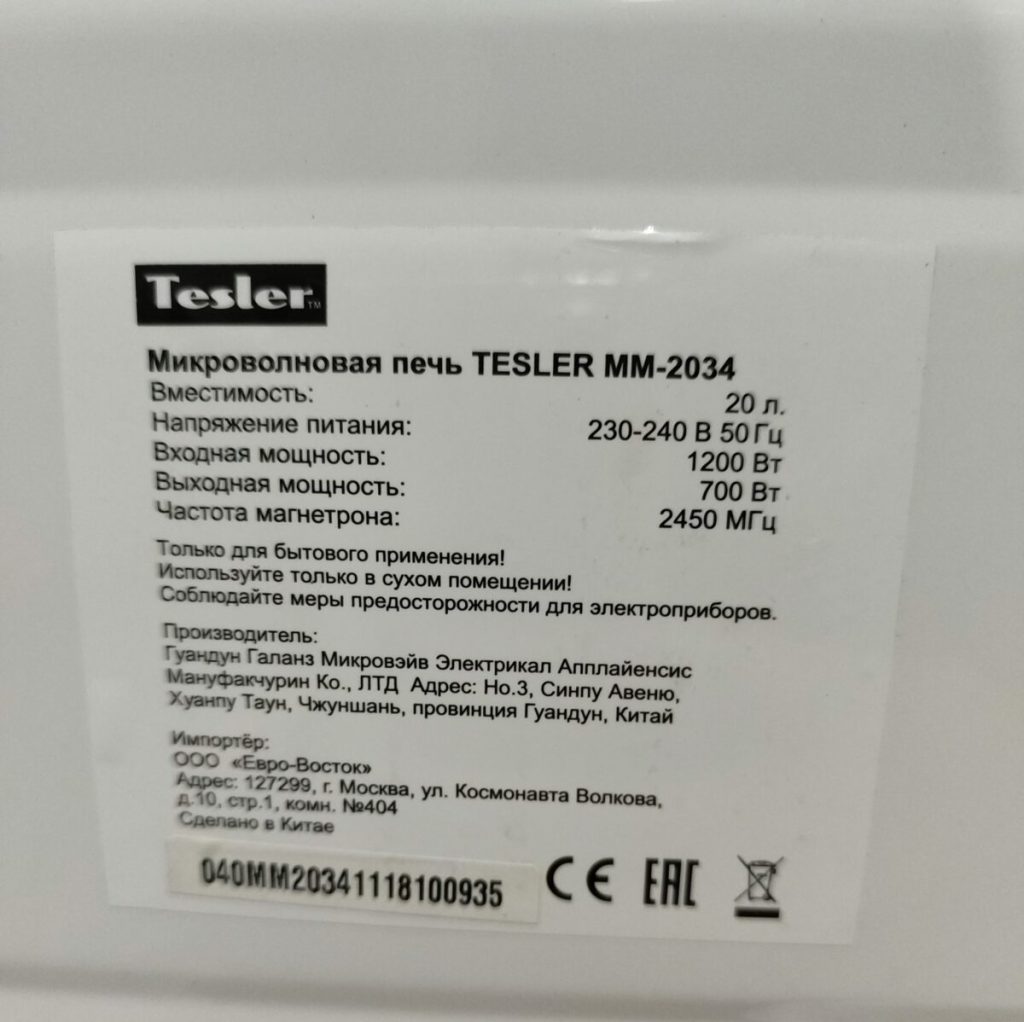 Tesler™
Микроволновая печь TESLER MM-2034
Вместимость: 20 л.
Напряжение питания: 230-240 В 50 Гц
Входная мощность: 1200 Вт
Выходная мощность: 700 Вт
Частота магнетрона: 2450 МГц
Только для бытового применения!
Используйте только в сухом помещении!
Соблюдайте меры предосторожности для электроприборов.
Производитель:
Гуандун Галанз Микровэйв Электрикал Апплайенсис
Мануфакчурин Ко., ЛТД Адрес: Но.3, Синпу Авеню,
Хуанпу Таун, Чжуншань, провинция Гуандун, Китай
Импортёр:
ООО «Евро-Восток»
Адрес: 127299, г. Москва, ул. Космонавта Волкова,
д.10, стр.1, комн. №404
Сделано в Китае
040MM20341118100935 CE EAC